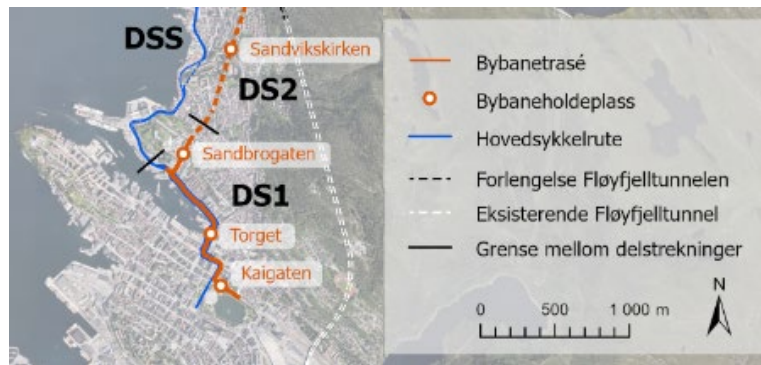 DSS
Sandvikskirken
DS2
Sandbrogaten
DS1
Torget
Kaigaten
Bybanetrasé
Bybaneholdeplass
Hovedsykkelrute
Forlengelse Fløyfjelltunnelen
Eksisterende Fløyfjelltunnel
Grense mellom delstrekninger
N
0 500 1 000 m